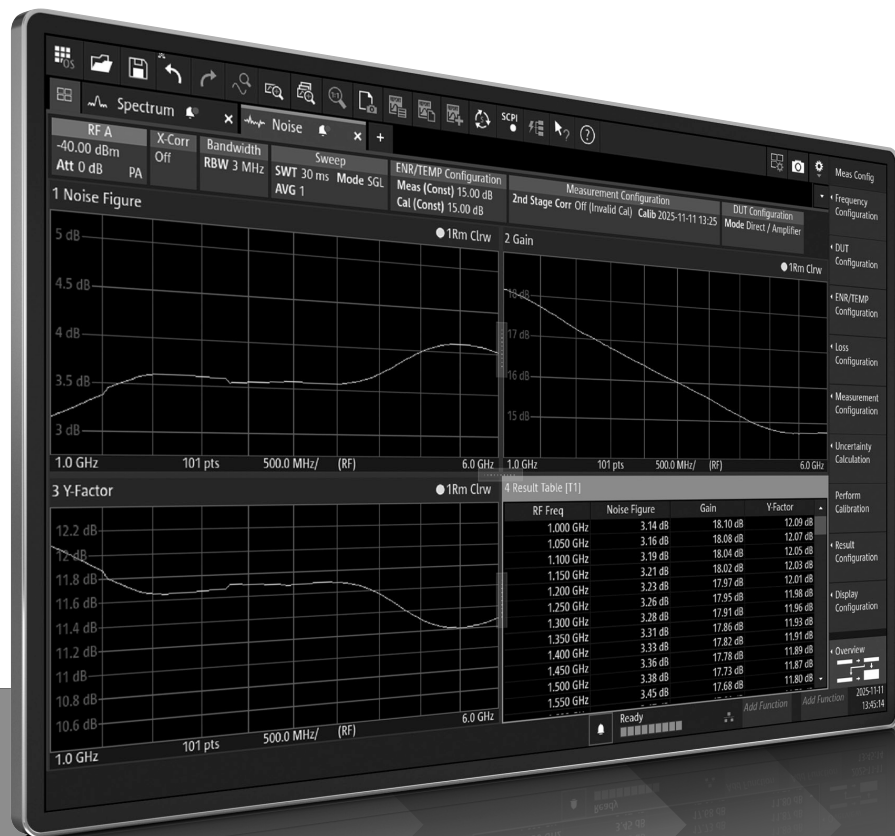 OS
1:1
SCPI
?
?
Spectrum
×
Noise
×
+
RF A
-40.00 dBm
Att 0 dB PA
X-Corr
Off
Bandwidth
RBW 3 MHz
Sweep
SWT 30 ms Mode SGL
AVG 1
ENR/TEMP Configuration
Meas (Const) 15.00 dB
Cal (Const) 15.00 dB
Measurement Configuration
2nd Stage Corr Off (Invalid Cal) Calib 2025-11-11 13:25
DUT Configuration
Mode Direct / Amplifier
1 Noise Figure
1Rm Clrw
5 dB
4.5 dB
4 dB
3.5 dB
3 dB
1.0 GHz 101 pts 500.0 MHz/ (RF) 6.0 GHz
2 Gain
1Rm Clrw
18 dB
17 dB
16 dB
15 dB
1.0 GHz 101 pts 500.0 MHz/ (RF) 6.0 GHz
3 Y-Factor
1Rm Clrw
12.2 dB
12 dB
11.8 dB
11.6 dB
11.4 dB
11.2 dB
11 dB
10.8 dB
10.6 dB
1.0 GHz 101 pts 500.0 MHz/ (RF) 6.0 GHz
4 Result Table [T1]
RF Freq Noise Figure Gain Y-Factor
1.000 GHz 3.14 dB 18.10 dB 12.09 dB
1.050 GHz 3.16 dB 18.08 dB 12.07 dB
1.100 GHz 3.19 dB 18.04 dB 12.05 dB
1.150 GHz 3.21 dB 18.02 dB 12.03 dB
1.200 GHz 3.23 dB 17.97 dB 12.01 dB
1.250 GHz 3.26 dB 17.95 dB 11.98 dB
1.300 GHz 3.28 dB 17.91 dB 11.96 dB
1.350 GHz 3.31 dB 17.86 dB 11.93 dB
1.400 GHz 3.33 dB 17.82 dB 11.91 dB
1.450 GHz 3.36 dB 17.78 dB 11.89 dB
1.500 GHz 3.38 dB 17.73 dB 11.87 dB
1.550 GHz 3.45 dB 17.68 dB 11.80 dB
Meas Config
Frequency
Configuration
DUT
Configuration
ENR/TEMP
Configuration
Loss
Configuration
Measurement
Configuration
Uncertainty
Calculation
Perform
Calibration
Result
Configuration
Display
Configuration
Overview
Ready
Add Function
Add Function
2025-11-11
13:45:14